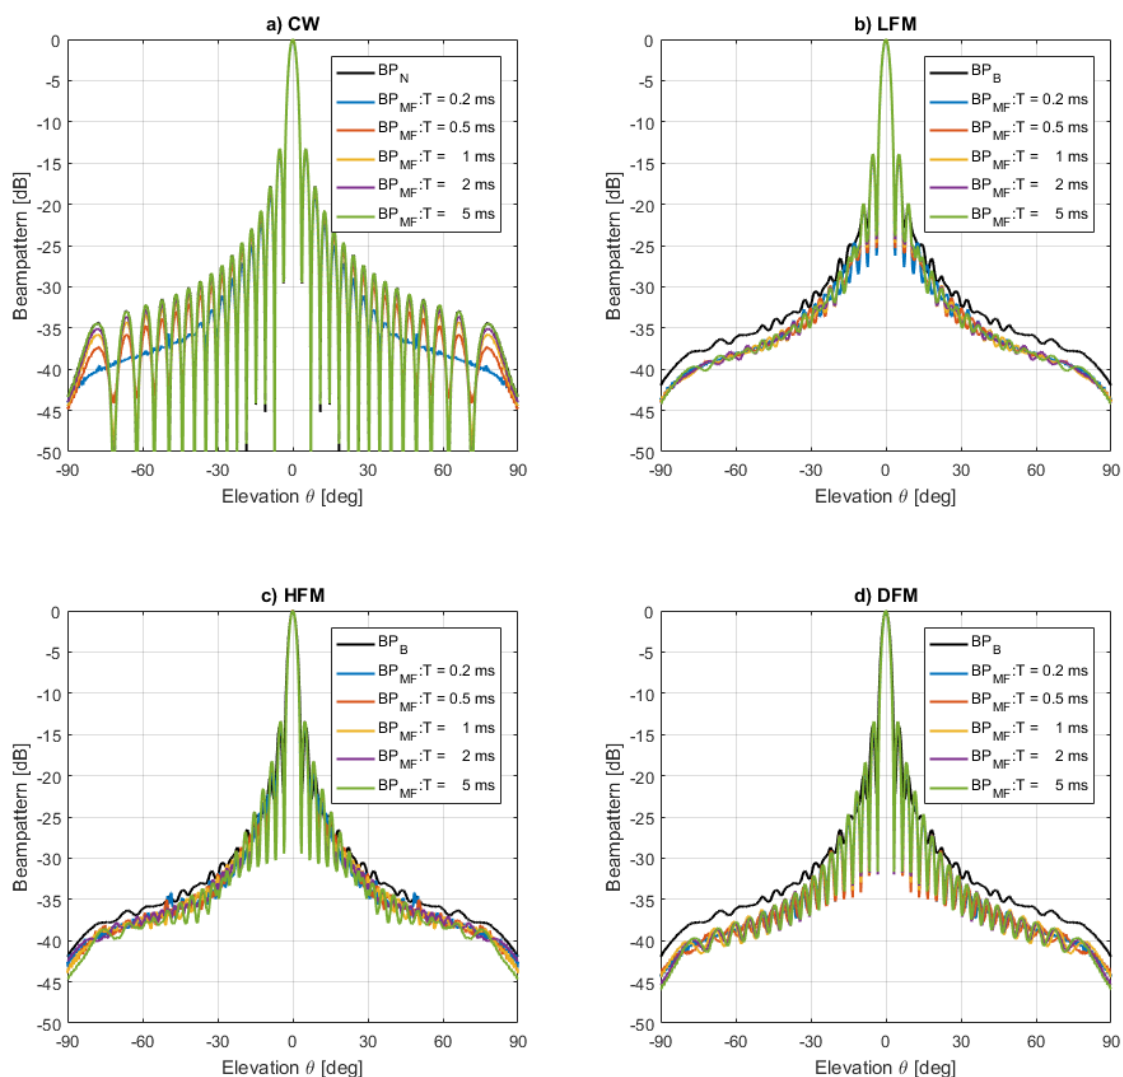 a) CW
0
-5
-10
-15
-20
-25
-30
-35
-40
-45
-50
Beampattern [dB]
BP_N
BP_MF:T = 0.2 ms
BP_MF:T = 0.5 ms
BP_MF:T = 1 ms
BP_MF:T = 2 ms
BP_MF:T = 5 ms
-90 -60 -30 0 30 60 90
Elevation θ [deg]
b) LFM
0
-5
-10
-15
-20
-25
-30
-35
-40
-45
-50
Beampattern [dB]
BP_B
BP_MF:T = 0.2 ms
BP_MF:T = 0.5 ms
BP_MF:T = 1 ms
BP_MF:T = 2 ms
BP_MF:T = 5 ms
-90 -60 -30 0 30 60 90
Elevation θ [deg]
c) HFM
0
-5
-10
-15
-20
-25
-30
-35
-40
-45
-50
Beampattern [dB]
BP_B
BP_MF:T = 0.2 ms
BP_MF:T = 0.5 ms
BP_MF:T = 1 ms
BP_MF:T = 2 ms
BP_MF:T = 5 ms
-90 -60 -30 0 30 60 90
Elevation θ [deg]
d) DFM
0
-5
-10
-15
-20
-25
-30
-35
-40
-45
-50
Beampattern [dB]
BP_B
BP_MF:T = 0.2 ms
BP_MF:T = 0.5 ms
BP_MF:T = 1 ms
BP_MF:T = 2 ms
BP_MF:T = 5 ms
-90 -60 -30 0 30 60 90
Elevation θ [deg]